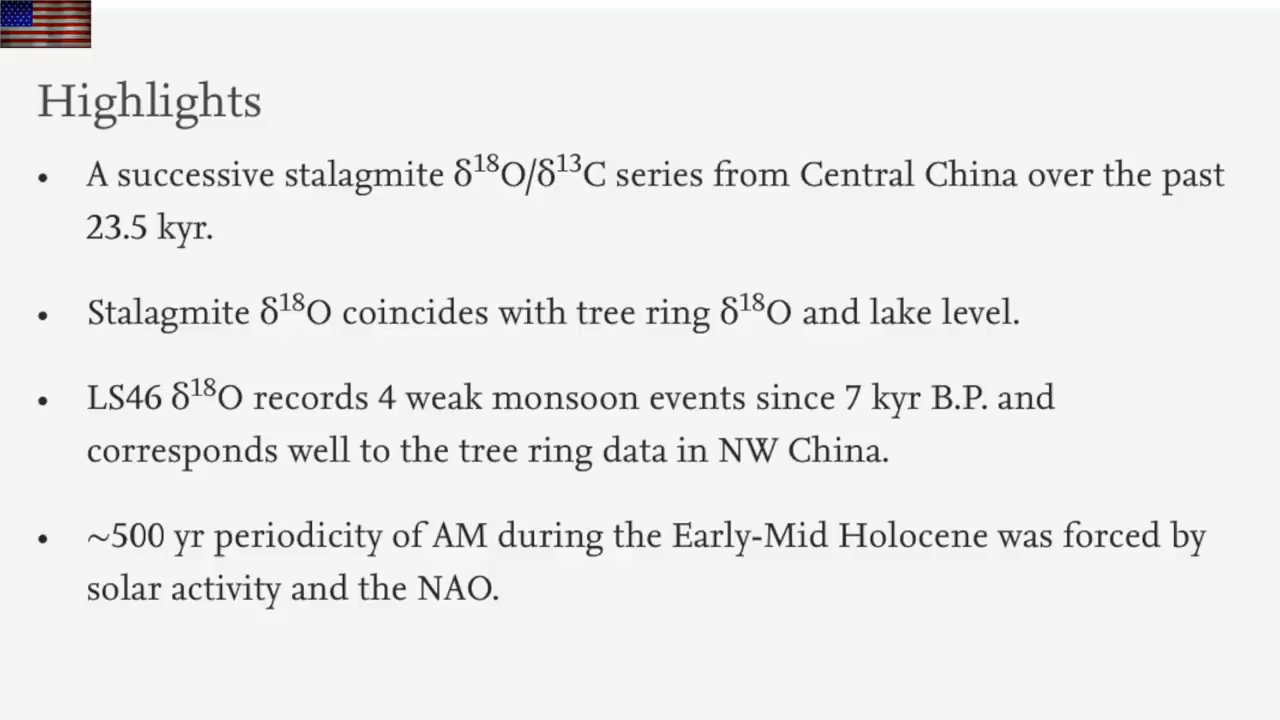 Highlights
• A successive stalagmite δ¹⁸O/δ¹³C series from Central China over the past
23.5 kyr.
• Stalagmite δ¹⁸O coincides with tree ring δ¹⁸O and lake level.
• LS46 δ¹⁸O records 4 weak monsoon events since 7 kyr B.P. and
corresponds well to the tree ring data in NW China.
• ~500 yr periodicity of AM during the Early-Mid Holocene was forced by
solar activity and the NAO.